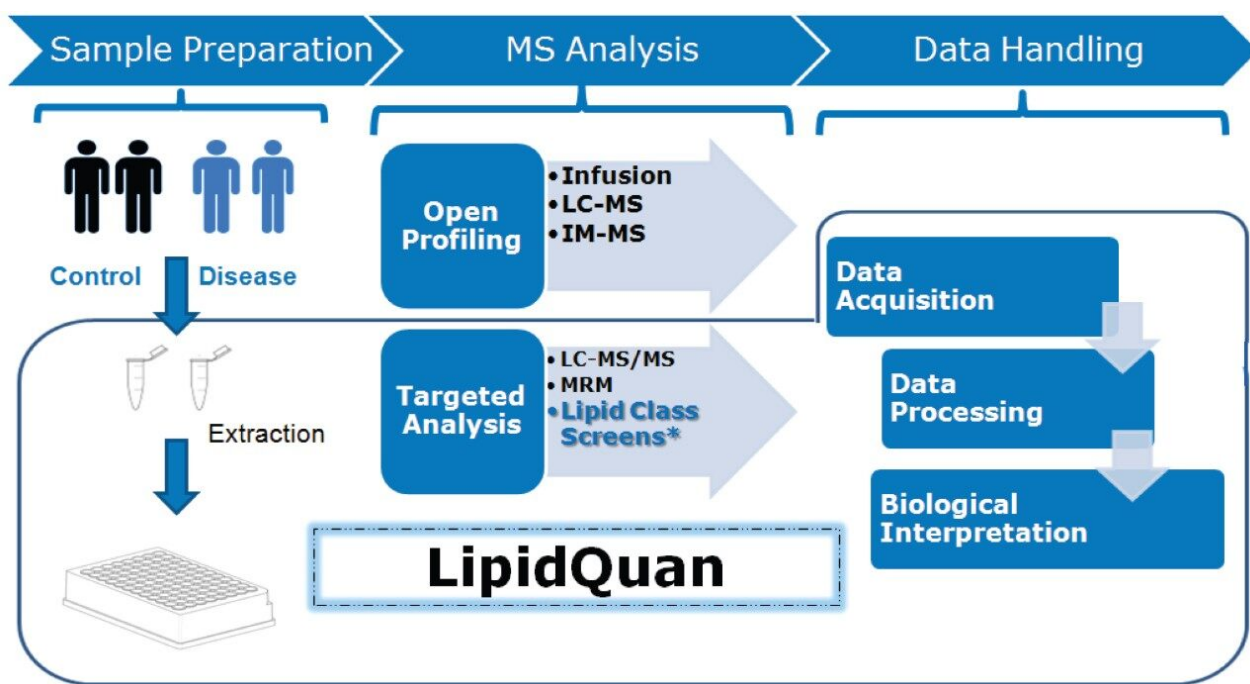 Sample Preparation
MS Analysis
Data Handling
Control
Disease
Extraction
Open
Profiling
•Infusion
•LC-MS
•IM-MS
Targeted
Analysis
•LC-MS/MS
•MRM
•Lipid Class
Screens*
Data
Acquisition
Data
Processing
Biological
Interpretation
LipidQuan